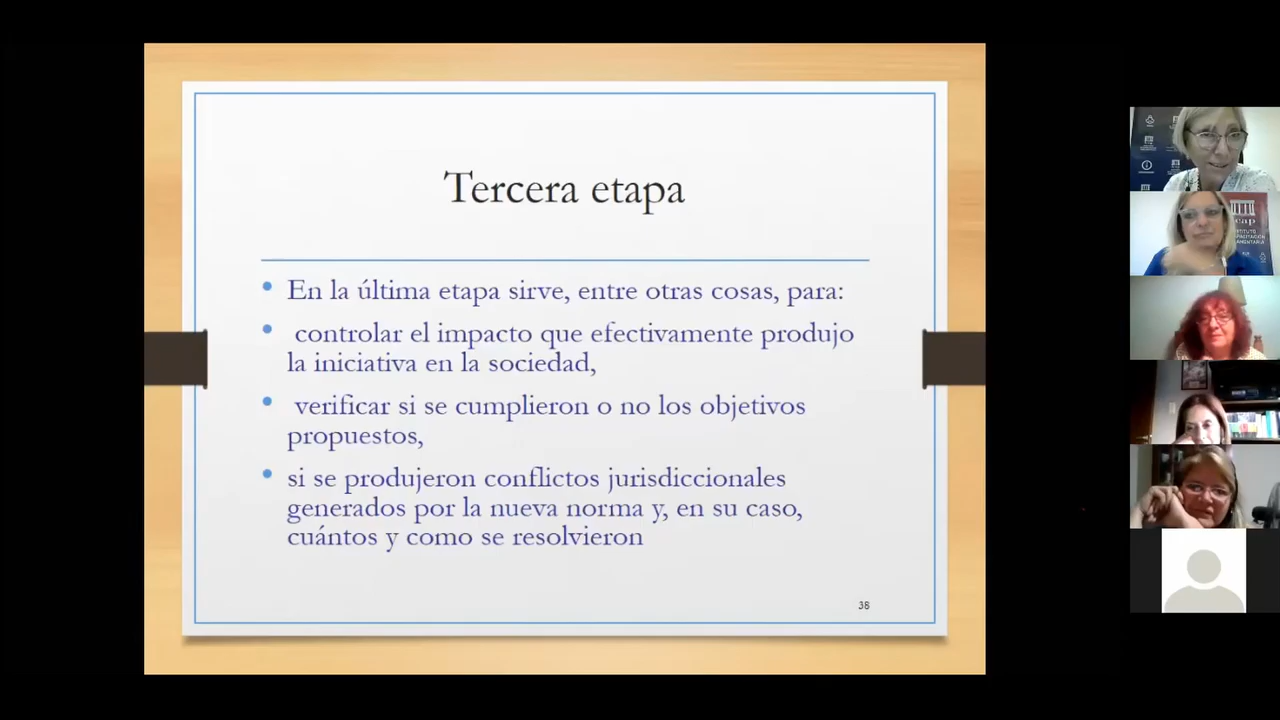 Tercera etapa
• En la última etapa sirve, entre otras cosas, para:
• controlar el impacto que efectivamente produjo
la iniciativa en la sociedad,
• verificar si se cumplieron o no los objetivos
propuestos,
• si se produjeron conflictos jurisdiccionales
generados por la nueva norma y, en su caso,
cuántos y como se resolvieron
38